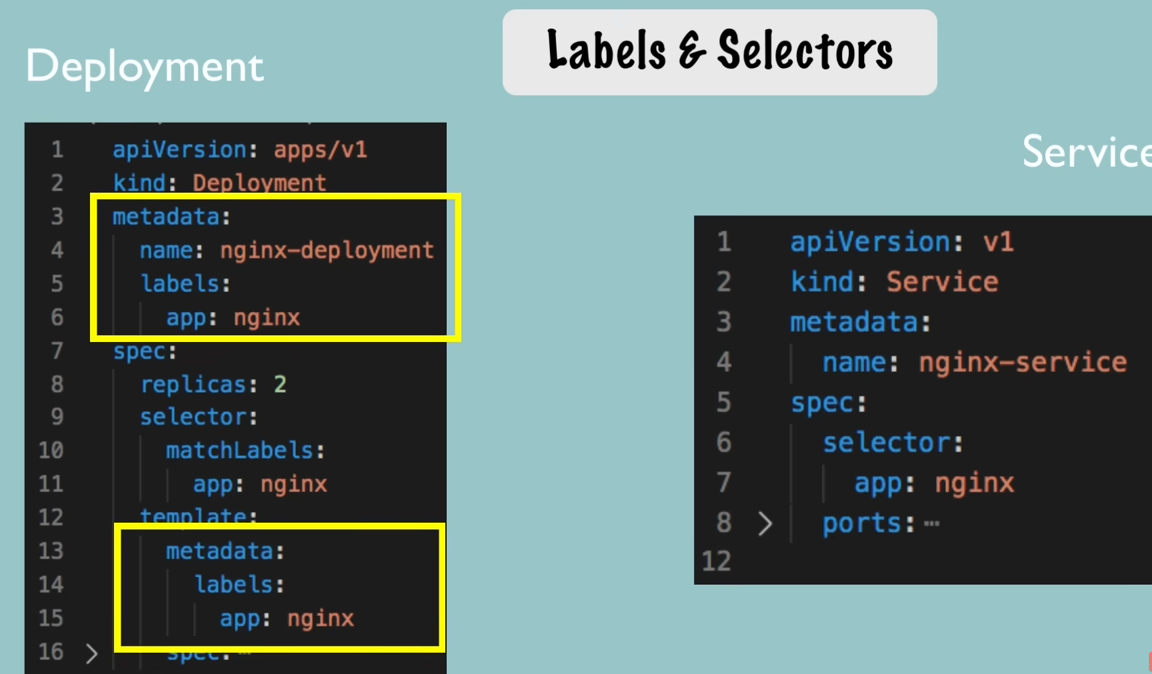 Labels & Selectors
Deployment
1 apiVersion: apps/v1
2 kind: Deployment
3 metadata:
4 name: nginx-deployment
5 labels:
6 app: nginx
7 spec:
8 replicas: 2
9 selector:
10 matchLabels:
11 app: nginx
12 template:
13 metadata:
14 labels:
15 app: nginx
16 > spec: ⋯
Service
1 apiVersion: v1
2 kind: Service
3 metadata:
4 name: nginx-service
5 spec:
6 selector:
7 app: nginx
8 > ports: ⋯
12